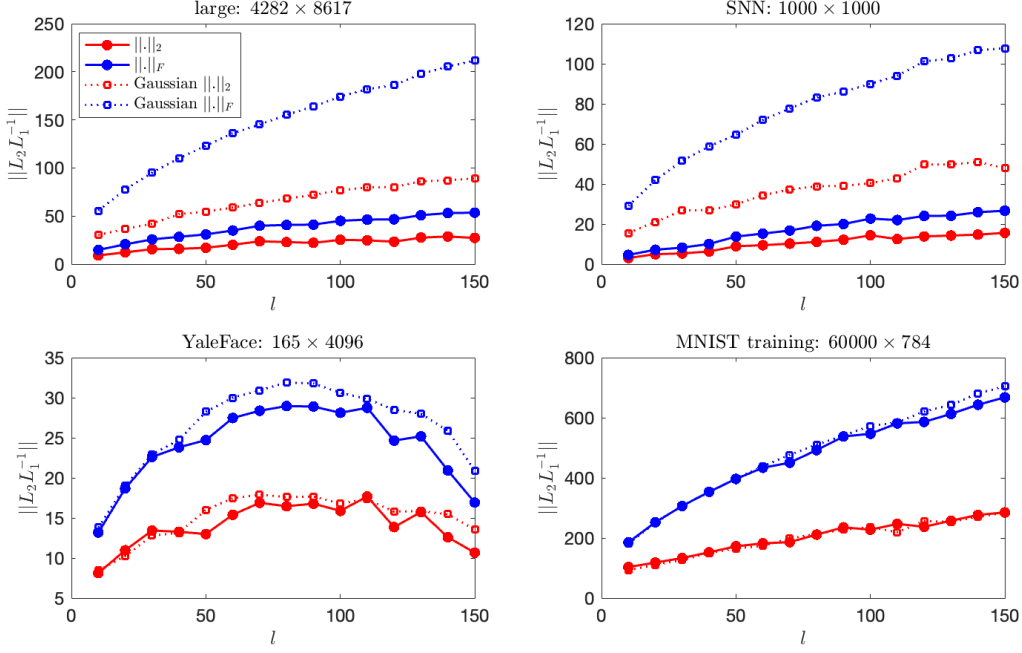 large: 4282 × 8617
||L₂L₁⁻¹||
250
200
150
100
50
0
||.||₂
||.||_F
Gaussian ||.||₂
Gaussian ||.||_F
0 50 100 150
l
SNN: 1000 × 1000
||L₂L₁⁻¹||
120
100
80
60
40
20
0
0 50 100 150
l
YaleFace: 165 × 4096
||L₂L₁⁻¹||
35
30
25
20
15
10
5
0 50 100 150
l
MNIST training: 60000 × 784
||L₂L₁⁻¹||
800
600
400
200
0
0 50 100 150
l